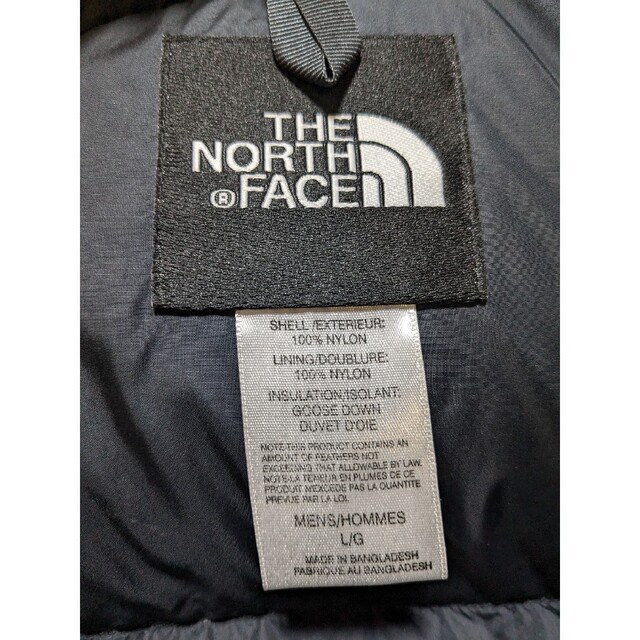 THE
NORTH
® FACE
SHELL /EXTERIEUR:
100% NYLON
LINING/DOUBLURE:
100% NYLON
INSULATION/ISOLANT:
GOOSE DOWN
DUVET D'OIE
NOTE:THIS PRODUCT CONTAINS AN
AMOUNT OF FEATHERS NOT
EXCEEDING THAT ALLOWABLE BY LAW.
NOTE:LA TENEUR EN PLUMES DE CE
PRODUIT N'EXCEDE PAS LA QUANTITE
PREVUE PAR LA LOI.
MENS/HOMMES
L/G
MADE IN BANGLADESH
FABRIQUE AU BANGLADESH